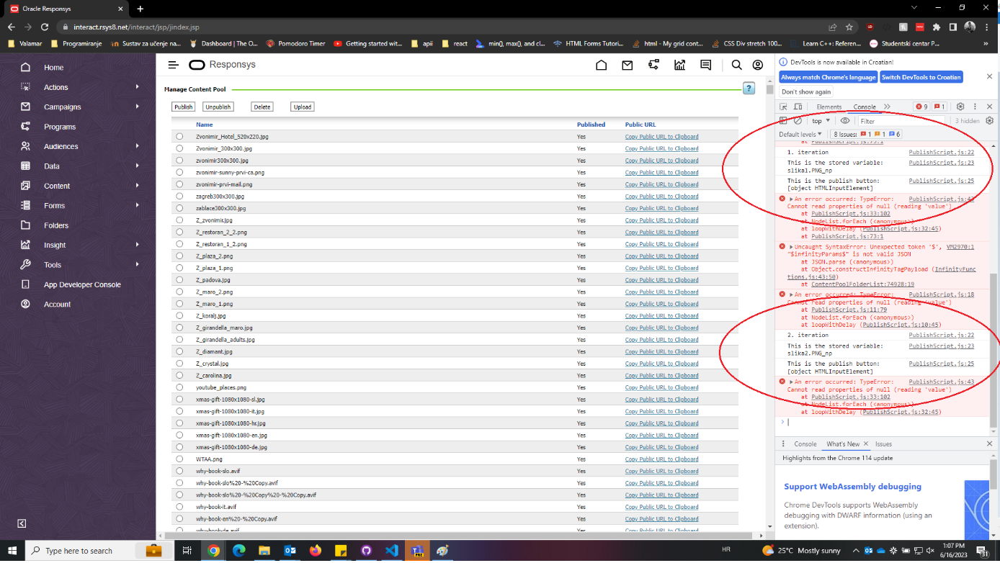 Oracle Responsys
interact.rsys8.net/interact/jsp/jindex.jsp
Valamar
Programiranje
Sustav za učenje na...
Dashboard | The O...
Pomodoro Timer
Getting started wit...
apii
react
min(), max(), and cl...
HTML Forms Tutori...
html - My grid cont...
CSS Div stretch 100...
Learn C++: Referen...
Studentski centar P...
»
Home
Actions
Campaigns
Programs
Audiences
Data
Content
Forms
Folders
Insight
Tools
App Developer Console
Account
Responsys
Manage Content Pool
?
Publish
Unpublish
Delete
Upload
Name Published Public URL
Zvonimir_Hotel_520x220.jpg Yes Copy Public URL to Clipboard
Zvonimir_300x300.jpg Yes Copy Public URL to Clipboard
zvonimir300x300.jpg Yes Copy Public URL to Clipboard
zvonimir-sunny-prvi-ca.png Yes Copy Public URL to Clipboard
zvonimir-prvi-mail.png Yes Copy Public URL to Clipboard
zagreb300x300.jpg Yes Copy Public URL to Clipboard
zablace300x300.jpg Yes Copy Public URL to Clipboard
Z_zvonimir.jpg Yes Copy Public URL to Clipboard
Z_restoran_2_2.png Yes Copy Public URL to Clipboard
Z_restoran_1_2.png Yes Copy Public URL to Clipboard
Z_plaza_2.png Yes Copy Public URL to Clipboard
Z_plaza_1.png Yes Copy Public URL to Clipboard
Z_padova.jpg Yes Copy Public URL to Clipboard
Z_maro_2.png Yes Copy Public URL to Clipboard
Z_maro_1.png Yes Copy Public URL to Clipboard
Z_koralj.jpg Yes Copy Public URL to Clipboard
Z_girandella_maro.jpg Yes Copy Public URL to Clipboard
Z_girandella_adults.jpg Yes Copy Public URL to Clipboard
Z_diamant.jpg Yes Copy Public URL to Clipboard
Z_crystal.jpg Yes Copy Public URL to Clipboard
Z_carolina.jpg Yes Copy Public URL to Clipboard
youtube_places.png Yes Copy Public URL to Clipboard
xmas-gift-1080x1080-sl.jpg Yes Copy Public URL to Clipboard
xmas-gift-1080x1080-it.jpg Yes Copy Public URL to Clipboard
xmas-gift-1080x1080-hr.jpg Yes Copy Public URL to Clipboard
xmas-gift-1080x1080-en.jpg Yes Copy Public URL to Clipboard
xmas-gift-1080x1080-de.jpg Yes Copy Public URL to Clipboard
WTAA.png Yes Copy Public URL to Clipboard
why-book-slo.avif Yes Copy Public URL to Clipboard
why-book-slo%20-%20Copy.avif Yes Copy Public URL to Clipboard
why-book-slo%20-%20Copy%20-%20Copy.avif Yes Copy Public URL to Clipboard
why-book-it.avif Yes Copy Public URL to Clipboard
why-book-en%20-%20Copy.avif Yes Copy Public URL to Clipboard
why-book-de.avif Yes Copy Public URL to Clipboard
DevTools is now available in Croatian!
Always match Chrome's language
Switch DevTools to Croatian
Don't show again
Elements Console » 9 1
top Filter 3 hidden
Default levels 8 Issues: 1 1 6
at PublishScript.js:73:1
1. iteration PublishScript.js:22
This is the stored variable: PublishScript.js:23
slika1.PNG_np
This is the publish button: PublishScript.js:25
[object HTMLInputElement]
An error occurred: TypeError: PublishScript.js:43
Cannot read properties of null (reading 'value')
at PublishScript.js:33:102
at NodeList.forEach (<anonymous>)
at loopWithDelay (PublishScript.js:32:45)
at PublishScript.js:73:1
Uncaught SyntaxError: Unexpected token '$', VM2970:1
"$infinityParams$" is not valid JSON
at JSON.parse (<anonymous>)
at Object.constructInfinityTagPayload (InfinityFunc
tions.js:43:50)
at ContentPoolFolderList:74928:19
An error occurred: TypeError: PublishScript.js:18
Cannot read properties of null (reading 'value')
at PublishScript.js:11:79
at NodeList.forEach (<anonymous>)
at loopWithDelay (PublishScript.js:10:45)
2. iteration PublishScript.js:22
This is the stored variable: PublishScript.js:23
slika2.PNG_np
This is the publish button: PublishScript.js:25
[object HTMLInputElement]
An error occurred: TypeError: PublishScript.js:43
Cannot read properties of null (reading 'value')
at PublishScript.js:33:102
at NodeList.forEach (<anonymous>)
at loopWithDelay (PublishScript.js:32:45)
Console What's New Issues
Highlights from the Chrome 114 update
Support WebAssembly debugging
Chrome DevTools supports WebAssembly
debugging with DWARF information (using an
extension).
Type here to search
HR
25°C Mostly sunny
1:07 PM
6/16/2023
31